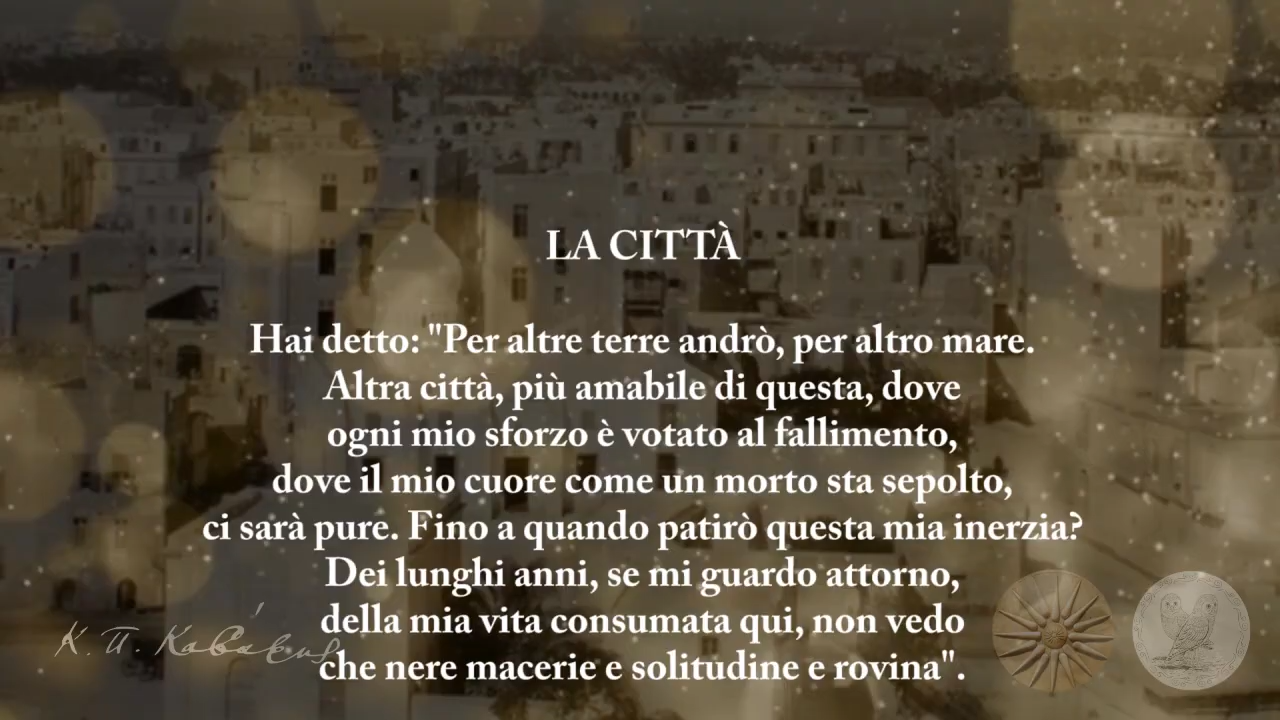 LA CITTÀ
Hai detto: "Per altre terre andrò, per altro mare.
Altra città, più amabile di questa, dove
ogni mio sforzo è votato al fallimento,
dove il mio cuore come un morto sta sepolto,
ci sarà pure. Fino a quando patirò questa mia inerzia?
Dei lunghi anni, se mi guardo attorno,
della mia vita consumata qui, non vedo
che nere macerie e solitudine e rovina".
Κ. Π. Καβάφης